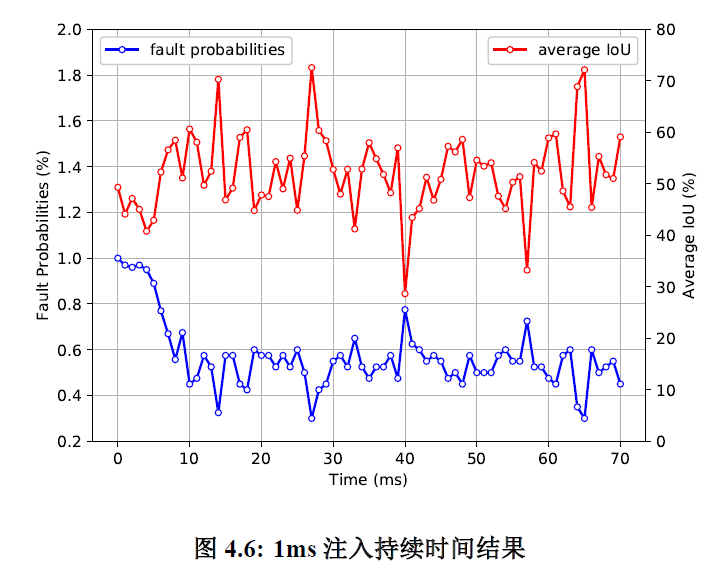 2.0
1.8
1.6
1.4
1.2
1.0
0.8
0.6
0.4
0.2
Fault Probabilities (%)
fault probabilities
average IoU
80
70
60
50
40
30
20
10
0
Average IoU (%)
0 10 20 30 40 50 60 70
Time (ms)
图 4.6: 1ms 注入持续时间结果